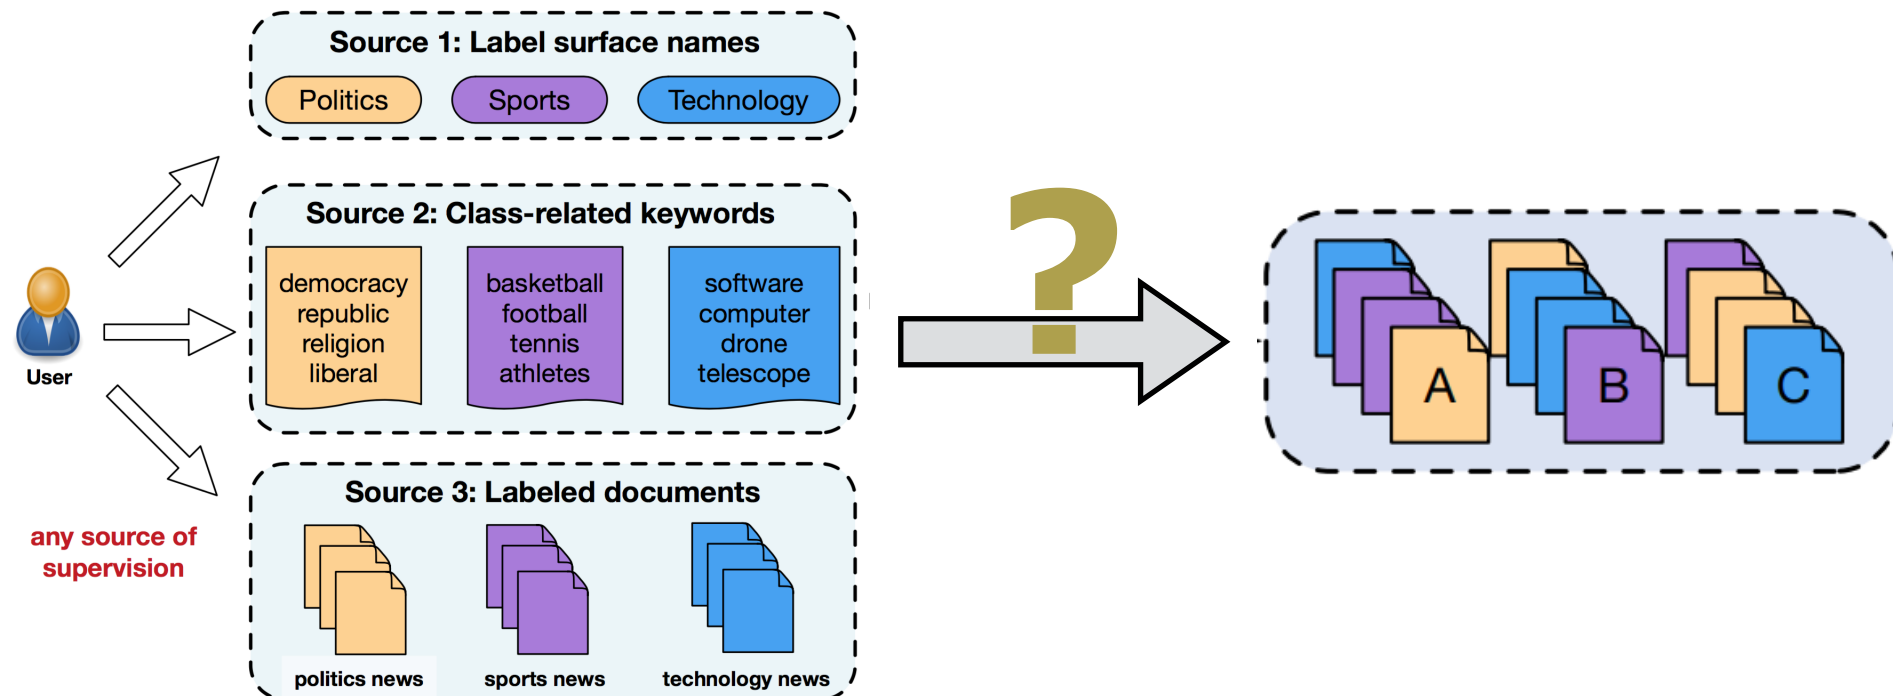 Source 1: Label surface names
Politics
Sports
Technology
Source 2: Class-related keywords
democracy
republic
religion
liberal
basketball
football
tennis
athletes
software
computer
drone
telescope
User
any source of
supervision
Source 3: Labeled documents
politics news
sports news
technology news
?
A
B
C